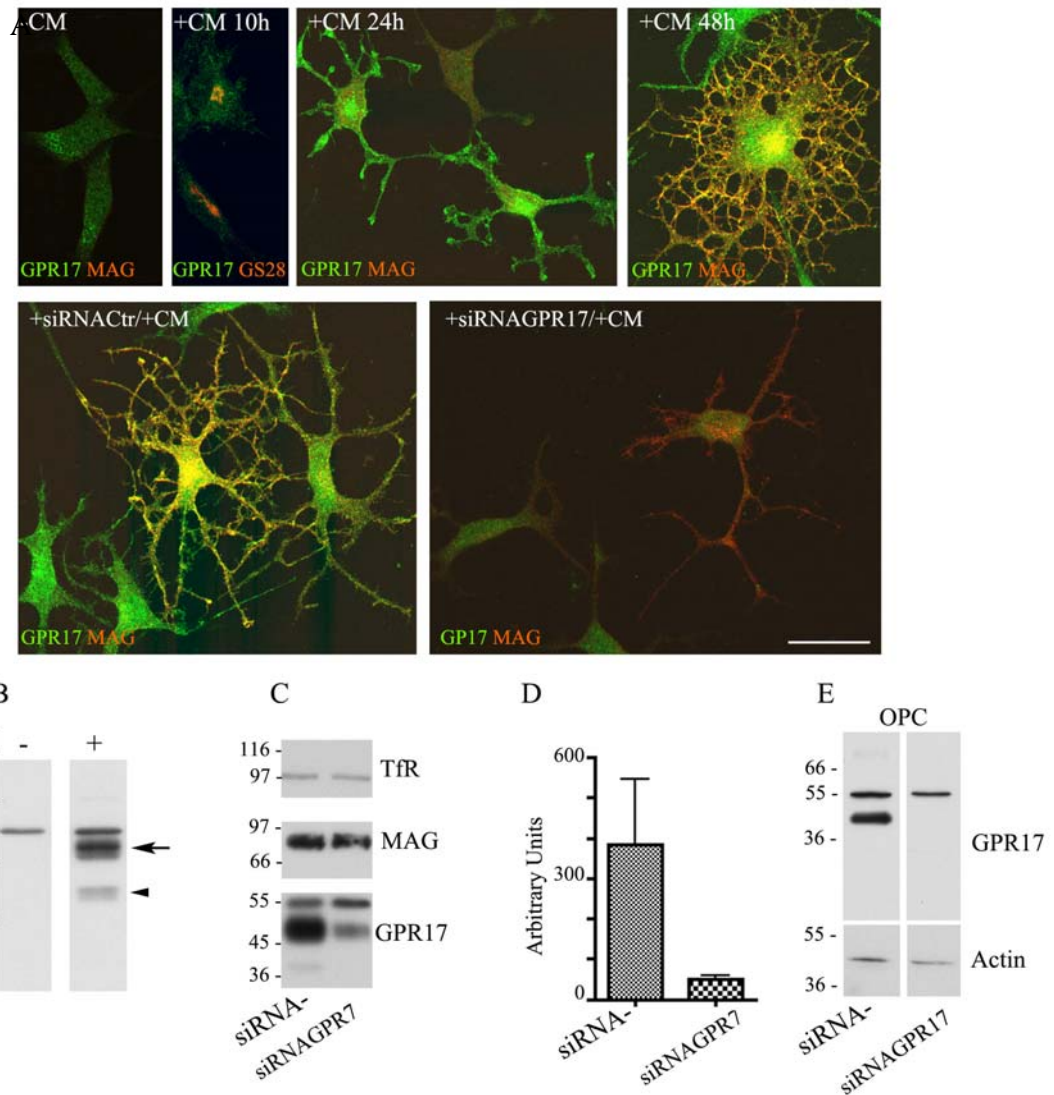 A
-CM
+CM 10h
+CM 24h
+CM 48h
GPR17 MAG
GPR17 GS28
GPR17 MAG
GPR17 MAG
+siRNACtr/+CM
+siRNAGPR17/+CM
GPR17 MAG
GP17 MAG
B
- +
C
116 -
97 -
TfR
97 -
66 -
MAG
55 -
45 -
36 -
GPR17
siRNA-
siRNAGPR7
D
Arbitrary Units
600
300
0
siRNA-
siRNAGPR7
E
OPC
66 -
55 -
36 -
GPR17
55 -
36 -
Actin
siRNA-
siRNAGPR17